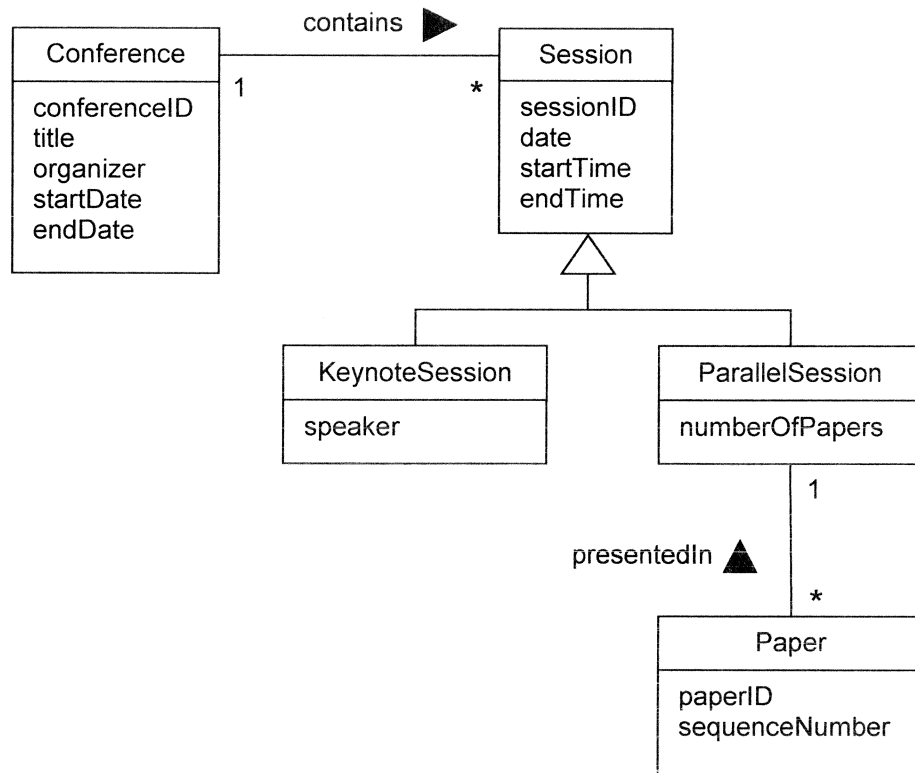 contains
Conference
1
*
Session
conferenceID
title
organizer
startDate
endDate
sessionID
date
startTime
endTime
KeynoteSession
speaker
ParallelSession
numberOfPapers
1
presentedIn
*
Paper
paperID
sequenceNumber